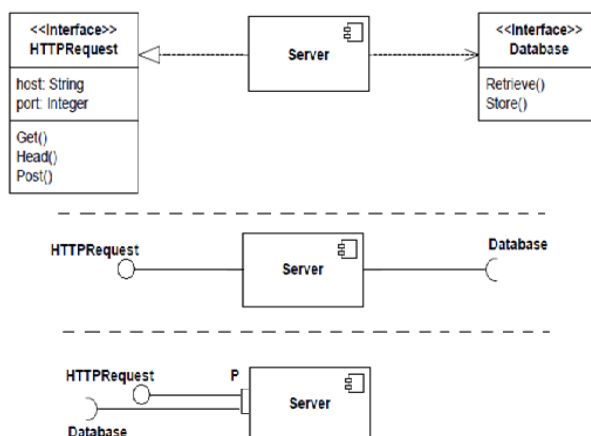 <<Interface>>
HTTPRequest
host: String
port: Integer
Get()
Head()
Post()
Server
<<Interface>>
Database
Retrieve()
Store()
HTTPRequest
Server
Database
HTTPRequest
P
Server
Database